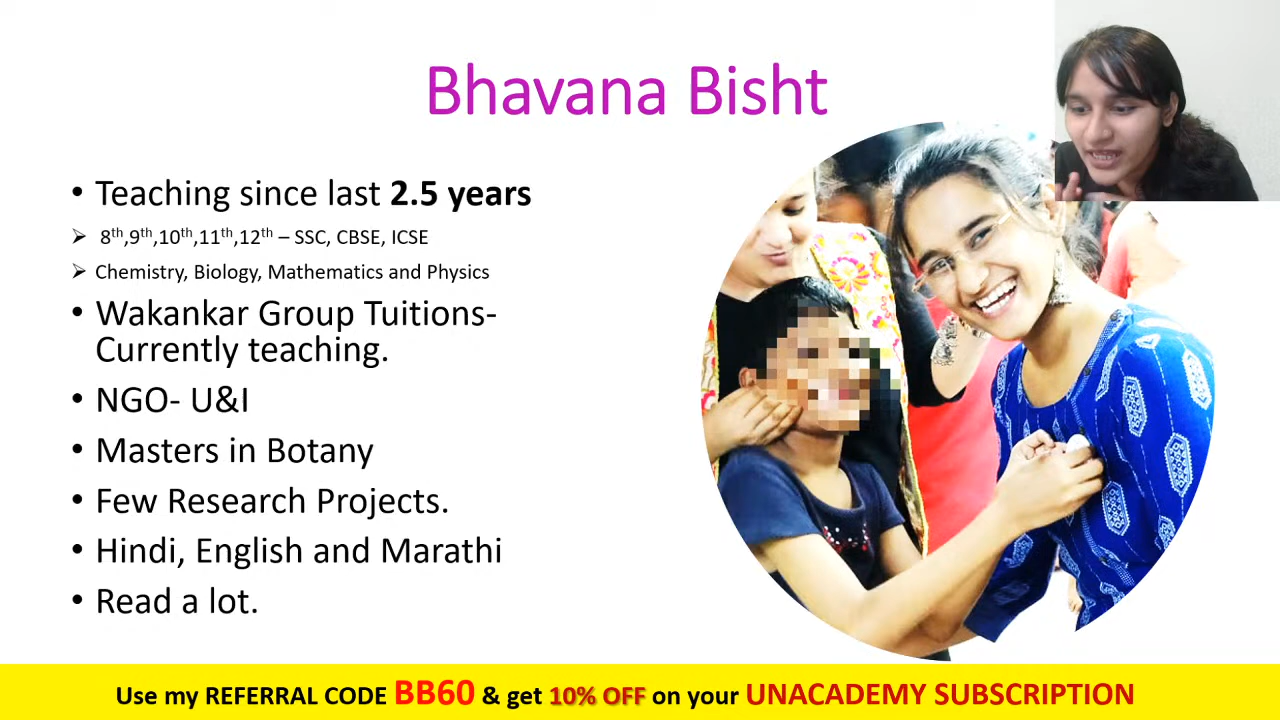 Bhavana Bisht
• Teaching since last 2.5 years
➢ 8th,9th,10th,11th,12th – SSC, CBSE, ICSE
➢ Chemistry, Biology, Mathematics and Physics
• Wakankar Group Tuitions-
Currently teaching.
• NGO- U&I
• Masters in Botany
• Few Research Projects.
• Hindi, English and Marathi
• Read a lot.
Use my REFERRAL CODE BB60 & get 10% OFF on your UNACADEMY SUBSCRIPTION